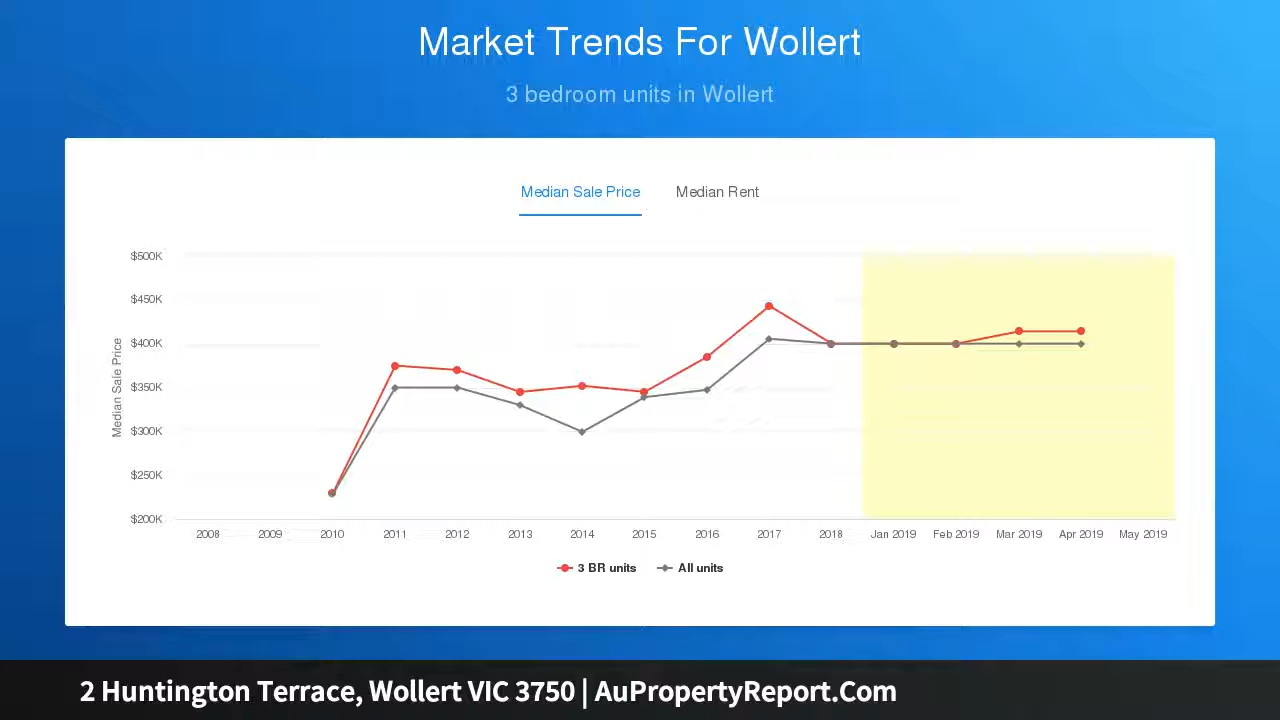 Market Trends For Wollert
3 bedroom units in Wollert
Median Sale Price Median Rent
$500K
$450K
$400K
$350K
$300K
$250K
$200K
Median Sale Price
2008 2009 2010 2011 2012 2013 2014 2015 2016 2017 2018 Jan 2019 Feb 2019 Mar 2019 Apr 2019 May 2019
3 BR units All units
2 Huntington Terrace, Wollert VIC 3750 | AuPropertyReport.Com